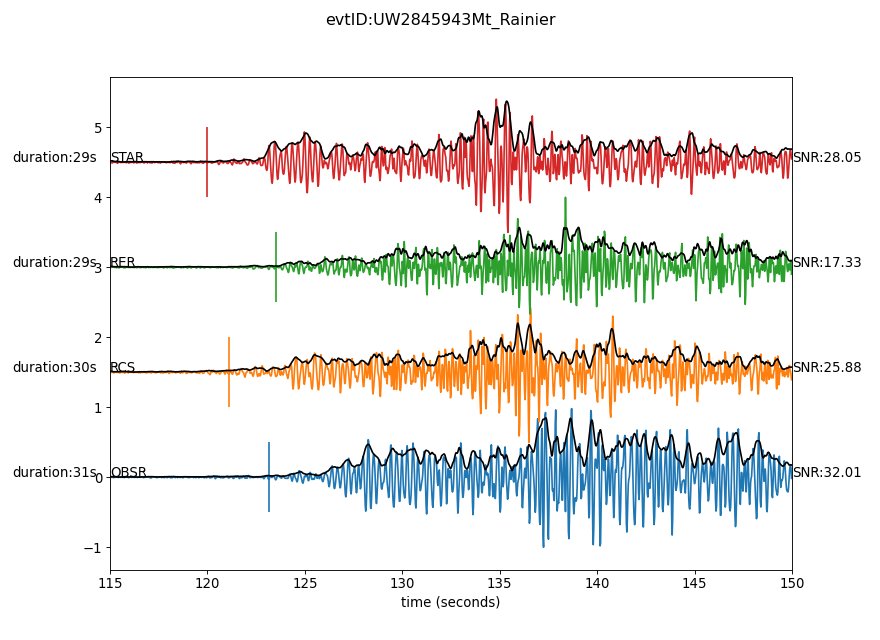 evtID:UW2845943Mt_Rainier
5
duration:29s STAR SNR:28.05
4
duration:29s 3 RER SNR:17.33
2
duration:30s RCS SNR:25.88
1
duration:31s 0 OBSR SNR:32.01
−1
115 120 125 130 135 140 145 150
time (seconds)